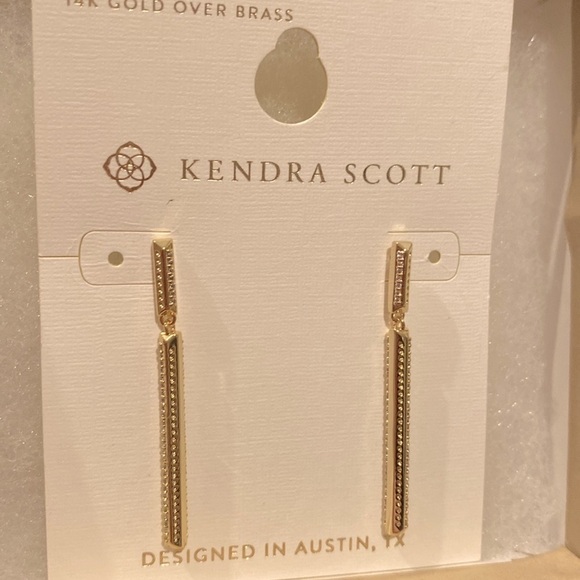 14K GOLD OVER BRASS
KENDRA SCOTT
DESIGNED IN AUSTIN, TX